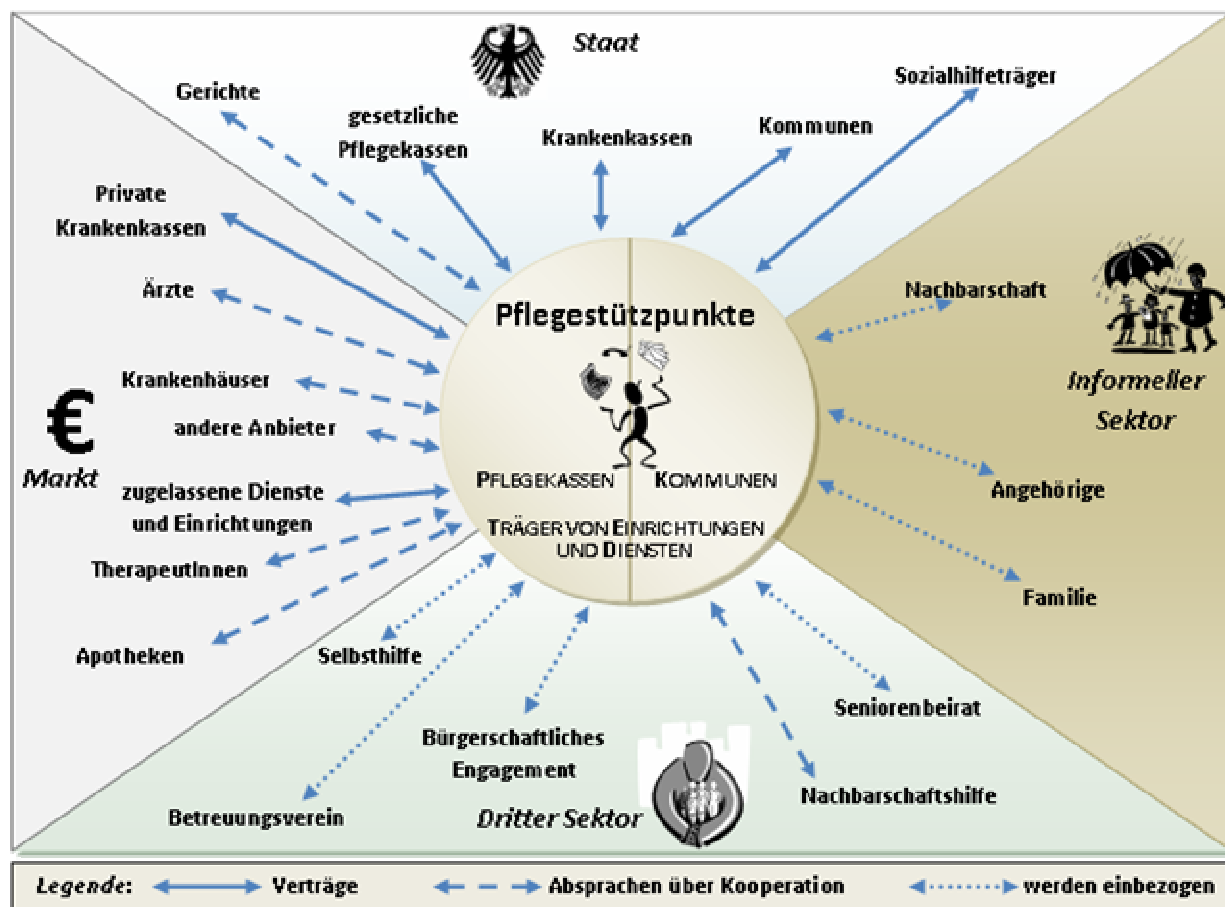 Staat
Gerichte
gesetzliche
Pflegekassen
Krankenkassen
Kommunen
Sozialhilfeträger
Private
Krankenkassen
Ärzte
Krankenhäuser
andere Anbieter
€
Markt
zugelassene Dienste
und Einrichtungen
TherapeutInnen
Apotheken
Pflegestützpunkte
PFLEGEKASSEN
KOMMUNEN
TRÄGER VON EINRICHTUNGEN
UND DIENSTEN
Nachbarschaft
Informeller
Sektor
Angehörige
Familie
Selbsthilfe
Betreuungsverein
Bürgerschaftliches
Engagement
Dritter Sektor
Seniorenbeirat
Nachbarschaftshilfe
Legende: Verträge Absprachen über Kooperation werden einbezogen